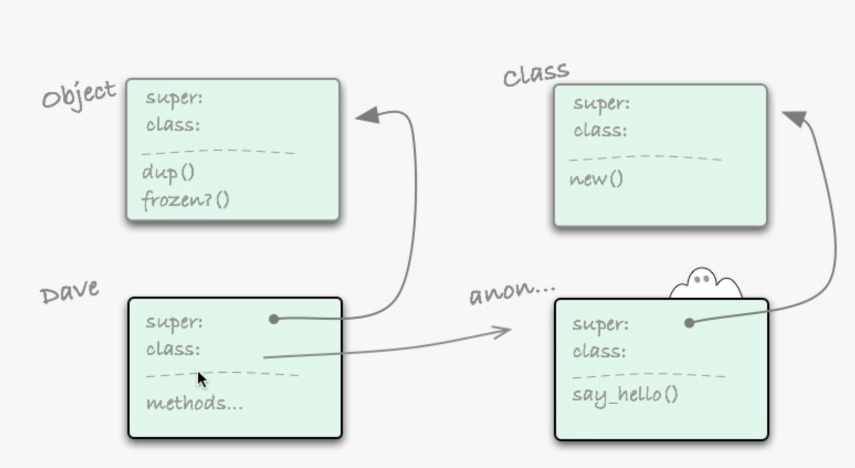 Object
super:
class:
dup()
frozen?()
Class
super:
class:
new()
Dave
super:
class:
methods...
anon...
super:
class:
say_hello()